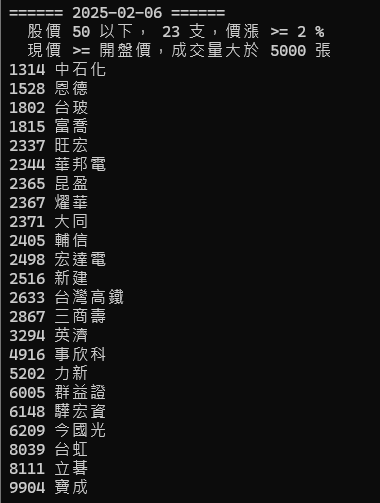 ====== 2025-02-06 ======
股價 50 以下， 23 支，價漲 >= 2 %
現價 >= 開盤價，成交量大於 5000 張
1314 中石化
1528 恩德
1802 台玻
1815 富喬
2337 旺宏
2344 華邦電
2365 昆盈
2367 燿華
2371 大同
2405 輔信
2498 宏達電
2516 新建
2633 台灣高鐵
2867 三商壽
3294 英濟
4916 事欣科
5202 力新
6005 群益證
6148 驊宏資
6209 今國光
8039 台虹
8111 立碁
9904 寶成